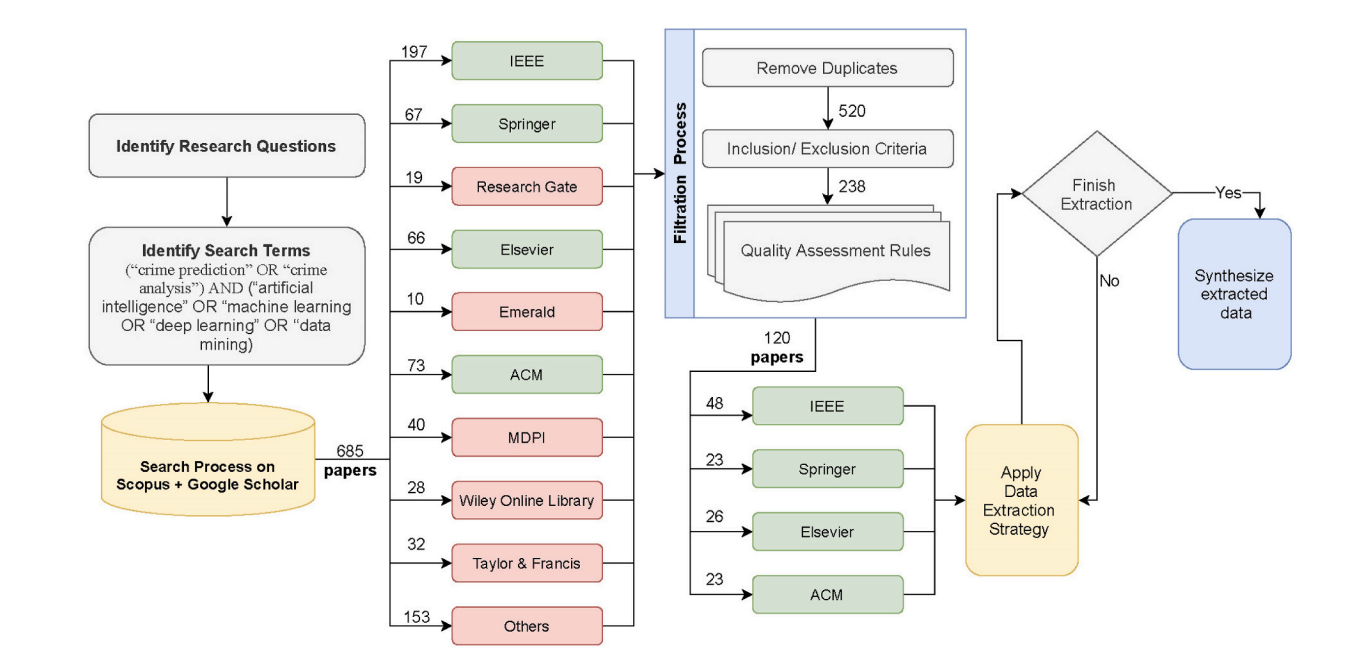 Identify Research Questions
Identify Search Terms
(“crime prediction” OR “crime
analysis”) AND (“artificial
intelligence” OR “machine learning
OR “deep learning” OR “data
mining)
Search Process on
Scopus + Google Scholar
685
papers
197
IEEE
67
Springer
19
Research Gate
66
Elsevier
10
Emerald
73
ACM
40
MDPI
28
Wiley Online Library
32
Taylor & Francis
153
Others
Filtration Process
Remove Duplicates
520
Inclusion/ Exclusion Criteria
238
Quality Assessment Rules
120
papers
48
IEEE
23
Springer
26
Elsevier
23
ACM
Apply
Data
Extraction
Strategy
Finish
Extraction
Yes
No
Synthesize
extracted
data